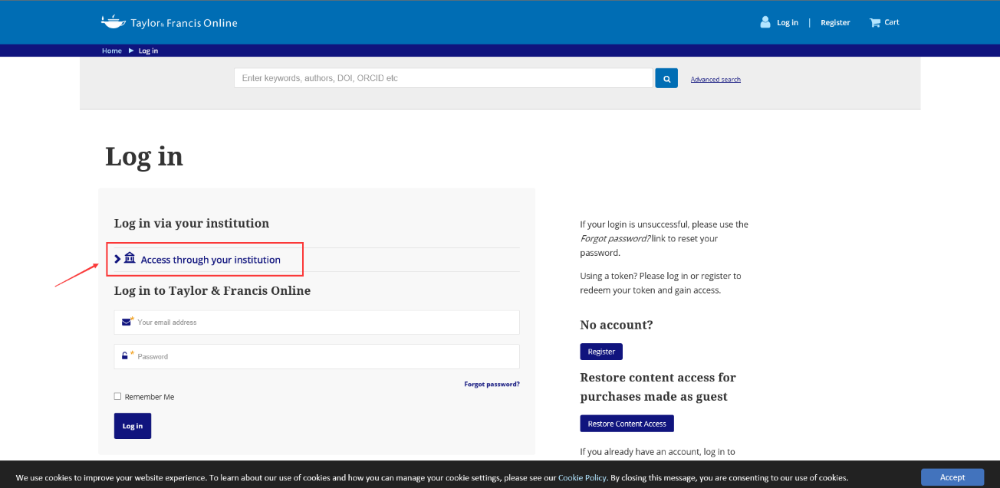 Taylor & Francis Online
Log in | Register Cart
Home ▶ Log in
Enter keywords, authors, DOI, ORCID etc
Advanced search
Log in
Log in via your institution
Access through your institution
Log in to Taylor & Francis Online
* Your email address
* Password
Forgot password?
Remember Me
Log in
If your login is unsuccessful, please use the
Forgot password? link to reset your
password.
Using a token? Please log in or register to
redeem your token and gain access.
No account?
Register
Restore content access for
purchases made as guest
Restore Content Access
If you already have an account, log in to
We use cookies to improve your website experience. To learn about our use of cookies and how you can manage your cookie settings, please see our Cookie Policy. By closing this message, you are consenting to our use of cookies.
Accept